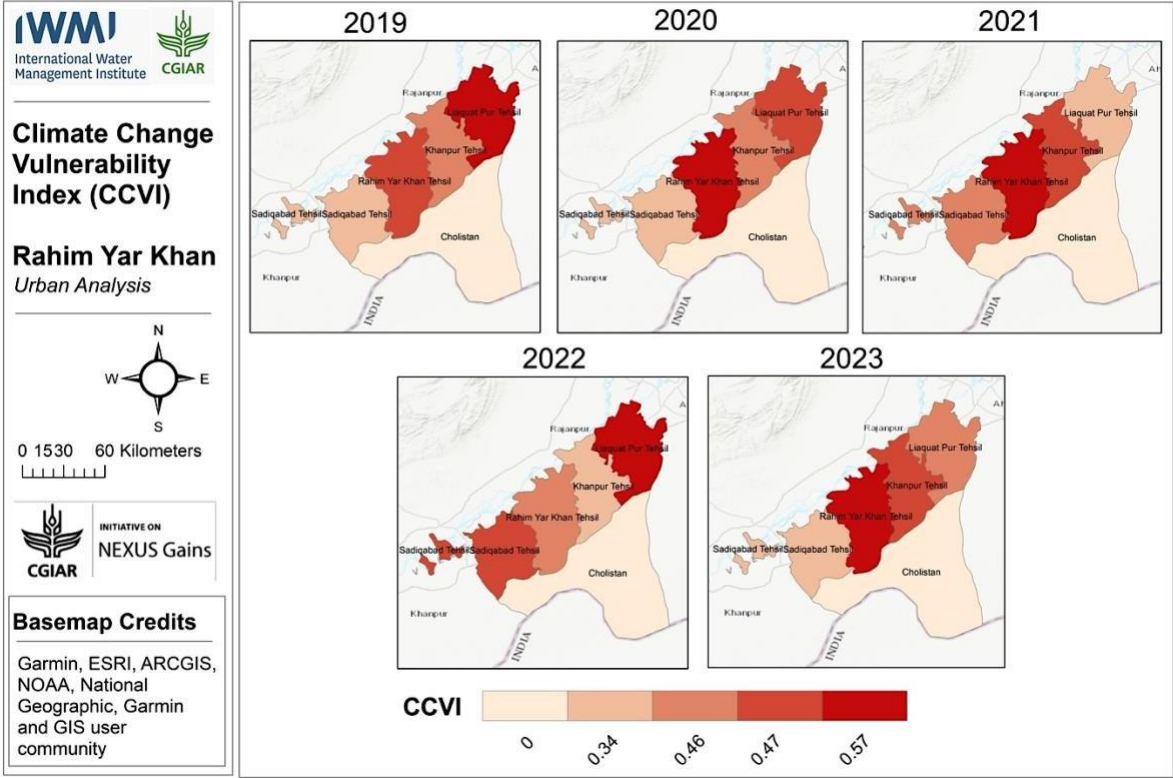 IWMI
International Water
Management Institute
CGIAR
Climate Change
Vulnerability
Index (CCVI)
Rahim Yar Khan
Urban Analysis
N
W
E
S
0 1530 60 Kilometers
CGIAR
INITIATIVE ON
NEXUS Gains
Basemap Credits
Garmin, ESRI, ARCGIS,
NOAA, National
Geographic, Garmin
and GIS user
community
2019
A
Rajanpur
Liaquat Pur Tehsil
Khanpur Tehsil
Rahim Yar Khan Tehsil
Sadiqabad Tehsil
Sadiqabad Tehsil
Cholistan
Khanpur
INDIA
2020
A
Rajanpur
Liaquat Pur Tehsil
Khanpur Tehsil
Rahim Yar Khan Tehsil
Sadiqabad Tehsil
Sadiqabad Tehsil
Cholistan
Khanpur
INDIA
2021
Ah
Rajanpur
Liaquat Pur Tehsil
Khanpur Tehsil
Rahim Yar Khan Tehsil
Sadiqabad Tehsil
Sadiqabad Tehsil
Cholistan
Khanpur
INDIA
2022
A
Rajanpur
Liaquat Pur Tehsil
Khanpur Tehsil
Rahim Yar Khan Tehsil
Sadiqabad Tehsil
Sadiqabad Tehsil
Cholistan
Khanpur
INDIA
2023
Ah
Rajanpur
Liaquat Pur Tehsil
Khanpur Tehsil
Rahim Yar Khan Tehsil
Sadiqabad Tehsil
Sadiqabad Tehsil
Cholistan
Khanpur
INDIA
CCVI
0
0.34
0.46
0.47
0.57